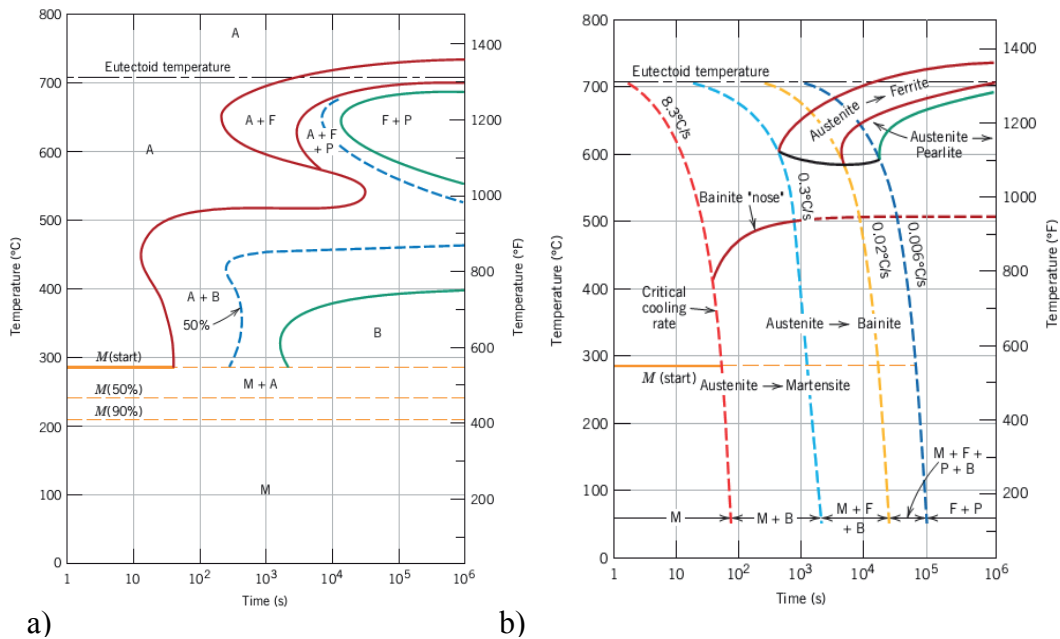 800
700
600
500
400
300
200
100
0
Temperature (°C)
1
10
10²
10³
10⁴
10⁵
10⁶
Time (s)
1400
1200
1000
800
600
400
200
Temperature (°F)
A
Eutectoid temperature
A + F
A + F
+ P
F + P
A
A + B
50%
B
M(start)
M + A
M(50%)
M(90%)
M
a)
800
700
600
500
400
300
200
100
0
Temperature (°C)
1
10
10²
10³
10⁴
10⁵
10⁶
Time (s)
1400
1200
1000
800
600
400
200
Temperature (°F)
Eutectoid temperature
8.3°C/s
Austenite
Ferrite
Austenite
Pearlite
0.3°C/s
Bainite "nose"
0.02°C/s
0.006°C/s
Critical
cooling
rate
Austenite
Bainite
M (start)
Austenite
Martensite
M + F +
P + B
M
M + B
M + F
+ B
F + P
b)